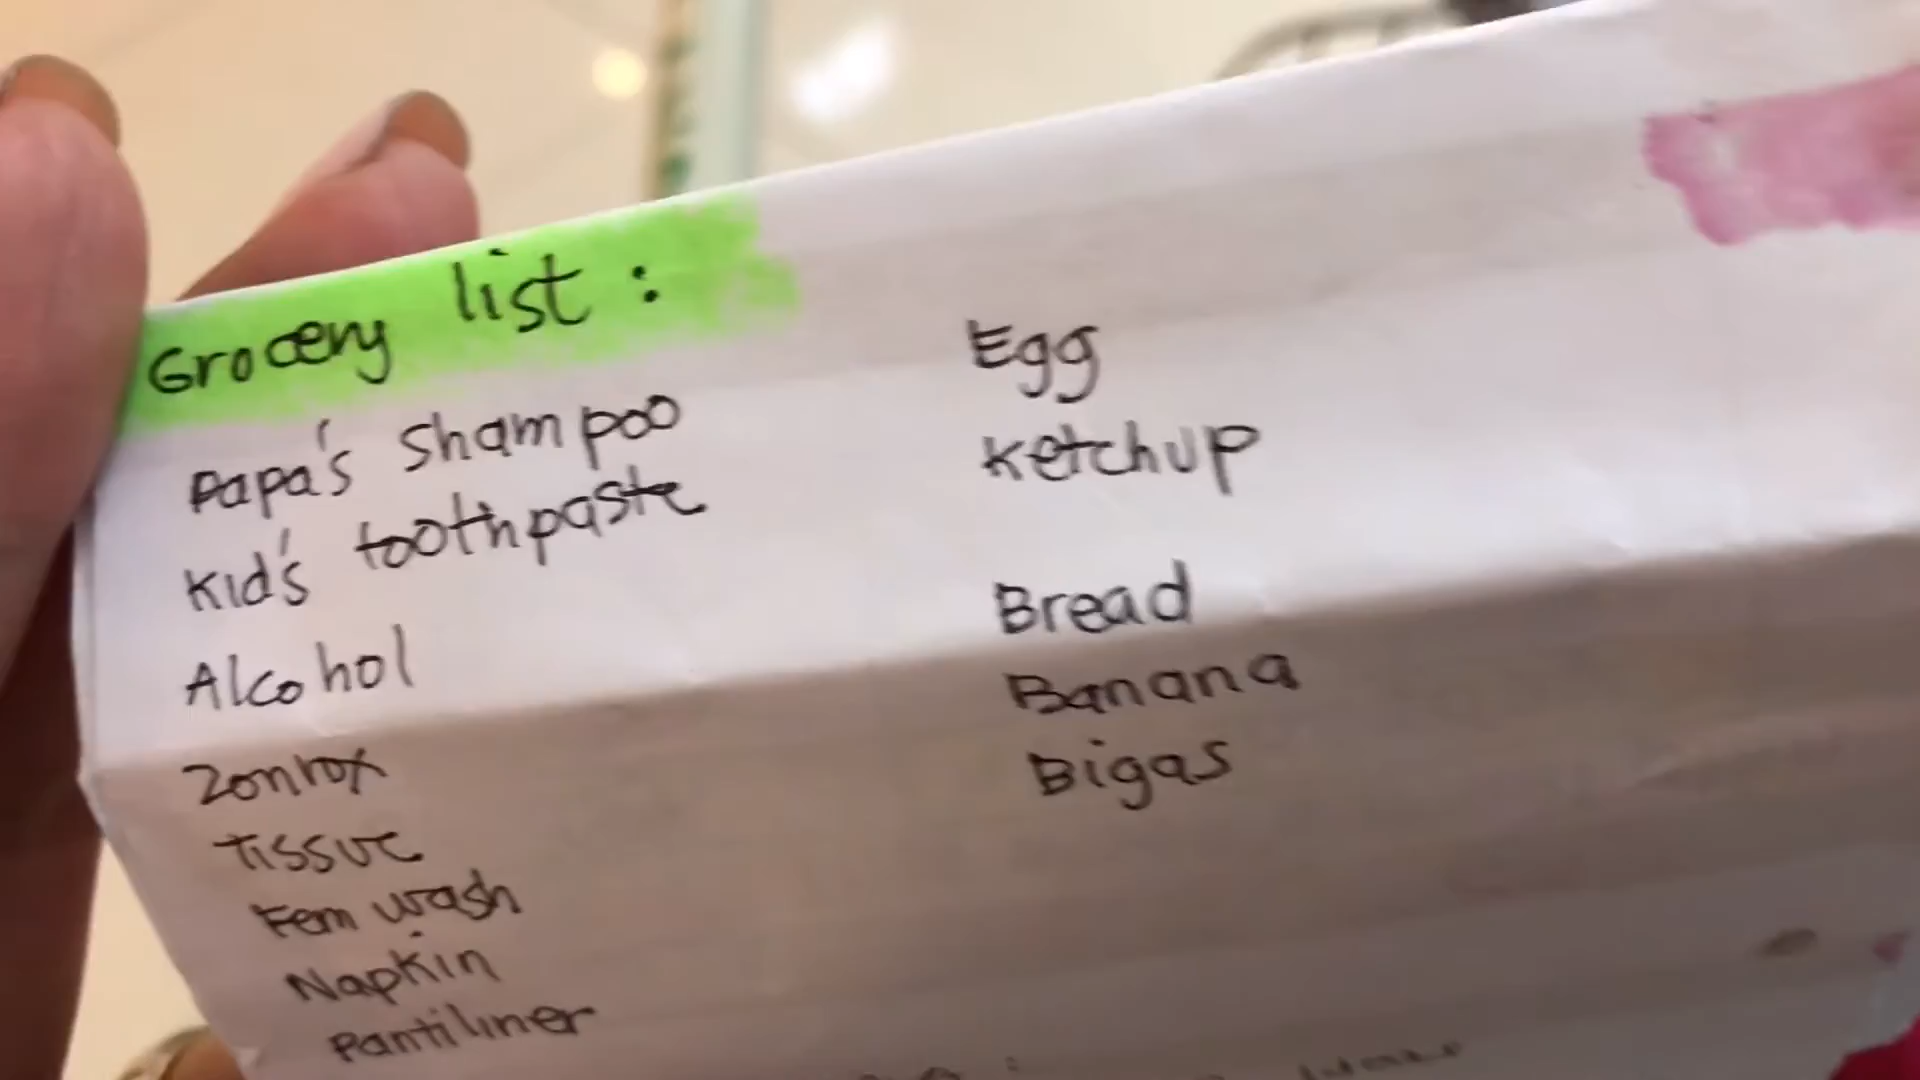 Grocery list :
Papa's shampoo
Kid's toothpaste
Alcohol
Zonrox
Tissue
Fem wash
Napkin
Pantiliner
Egg
Ketchup
Bread
Banana
Bigas